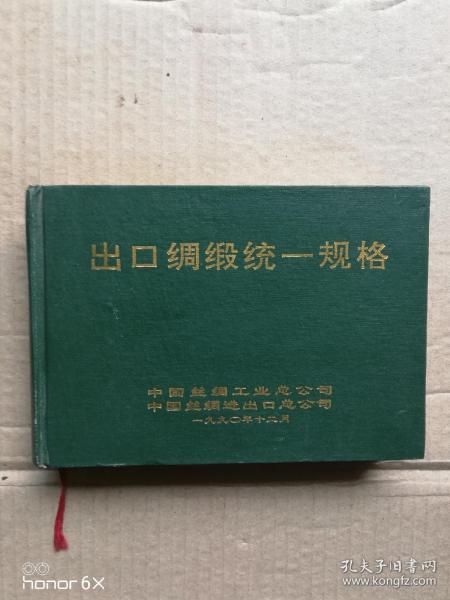 出口绸缎统一规格
中国丝绸工业总公司
中国丝绸进出口总公司
一九九〇年十二月
honor 6X
孔夫子旧书网
www.kongfz.com